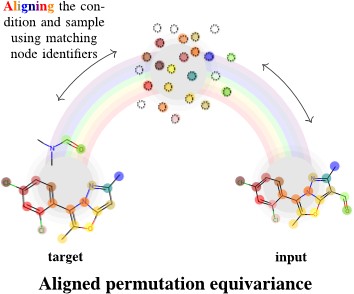 Aligning the con-
dition and sample
using matching
node identifiers
N
target
input
Aligned permutation equivariance